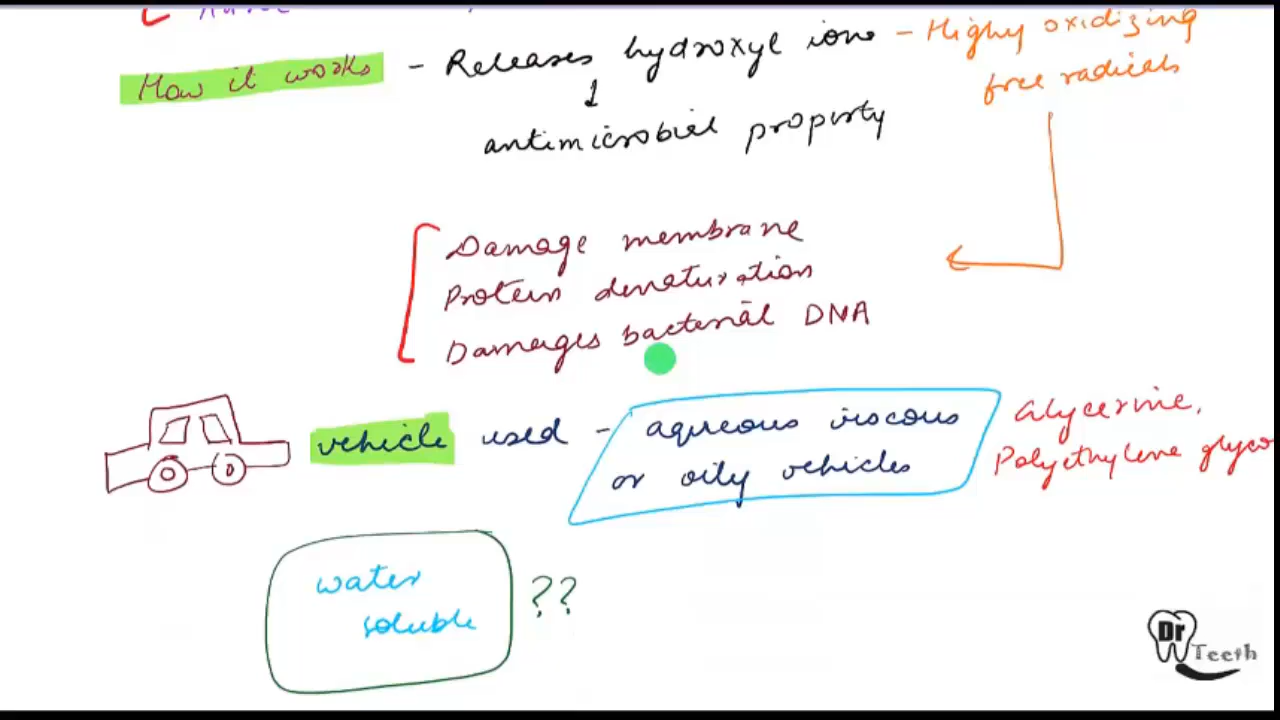 How it works - Releases hydroxyl ions - Highly oxidizing
free radicals
↓
antimicrobial property
Damage membrane
Protein denaturation
Damages bacterial DNA
vehicle used - aqueous viscous
or oily vehicles
Glycerine,
Polyethylene glyco
water
soluble ??
Dr
Teeth